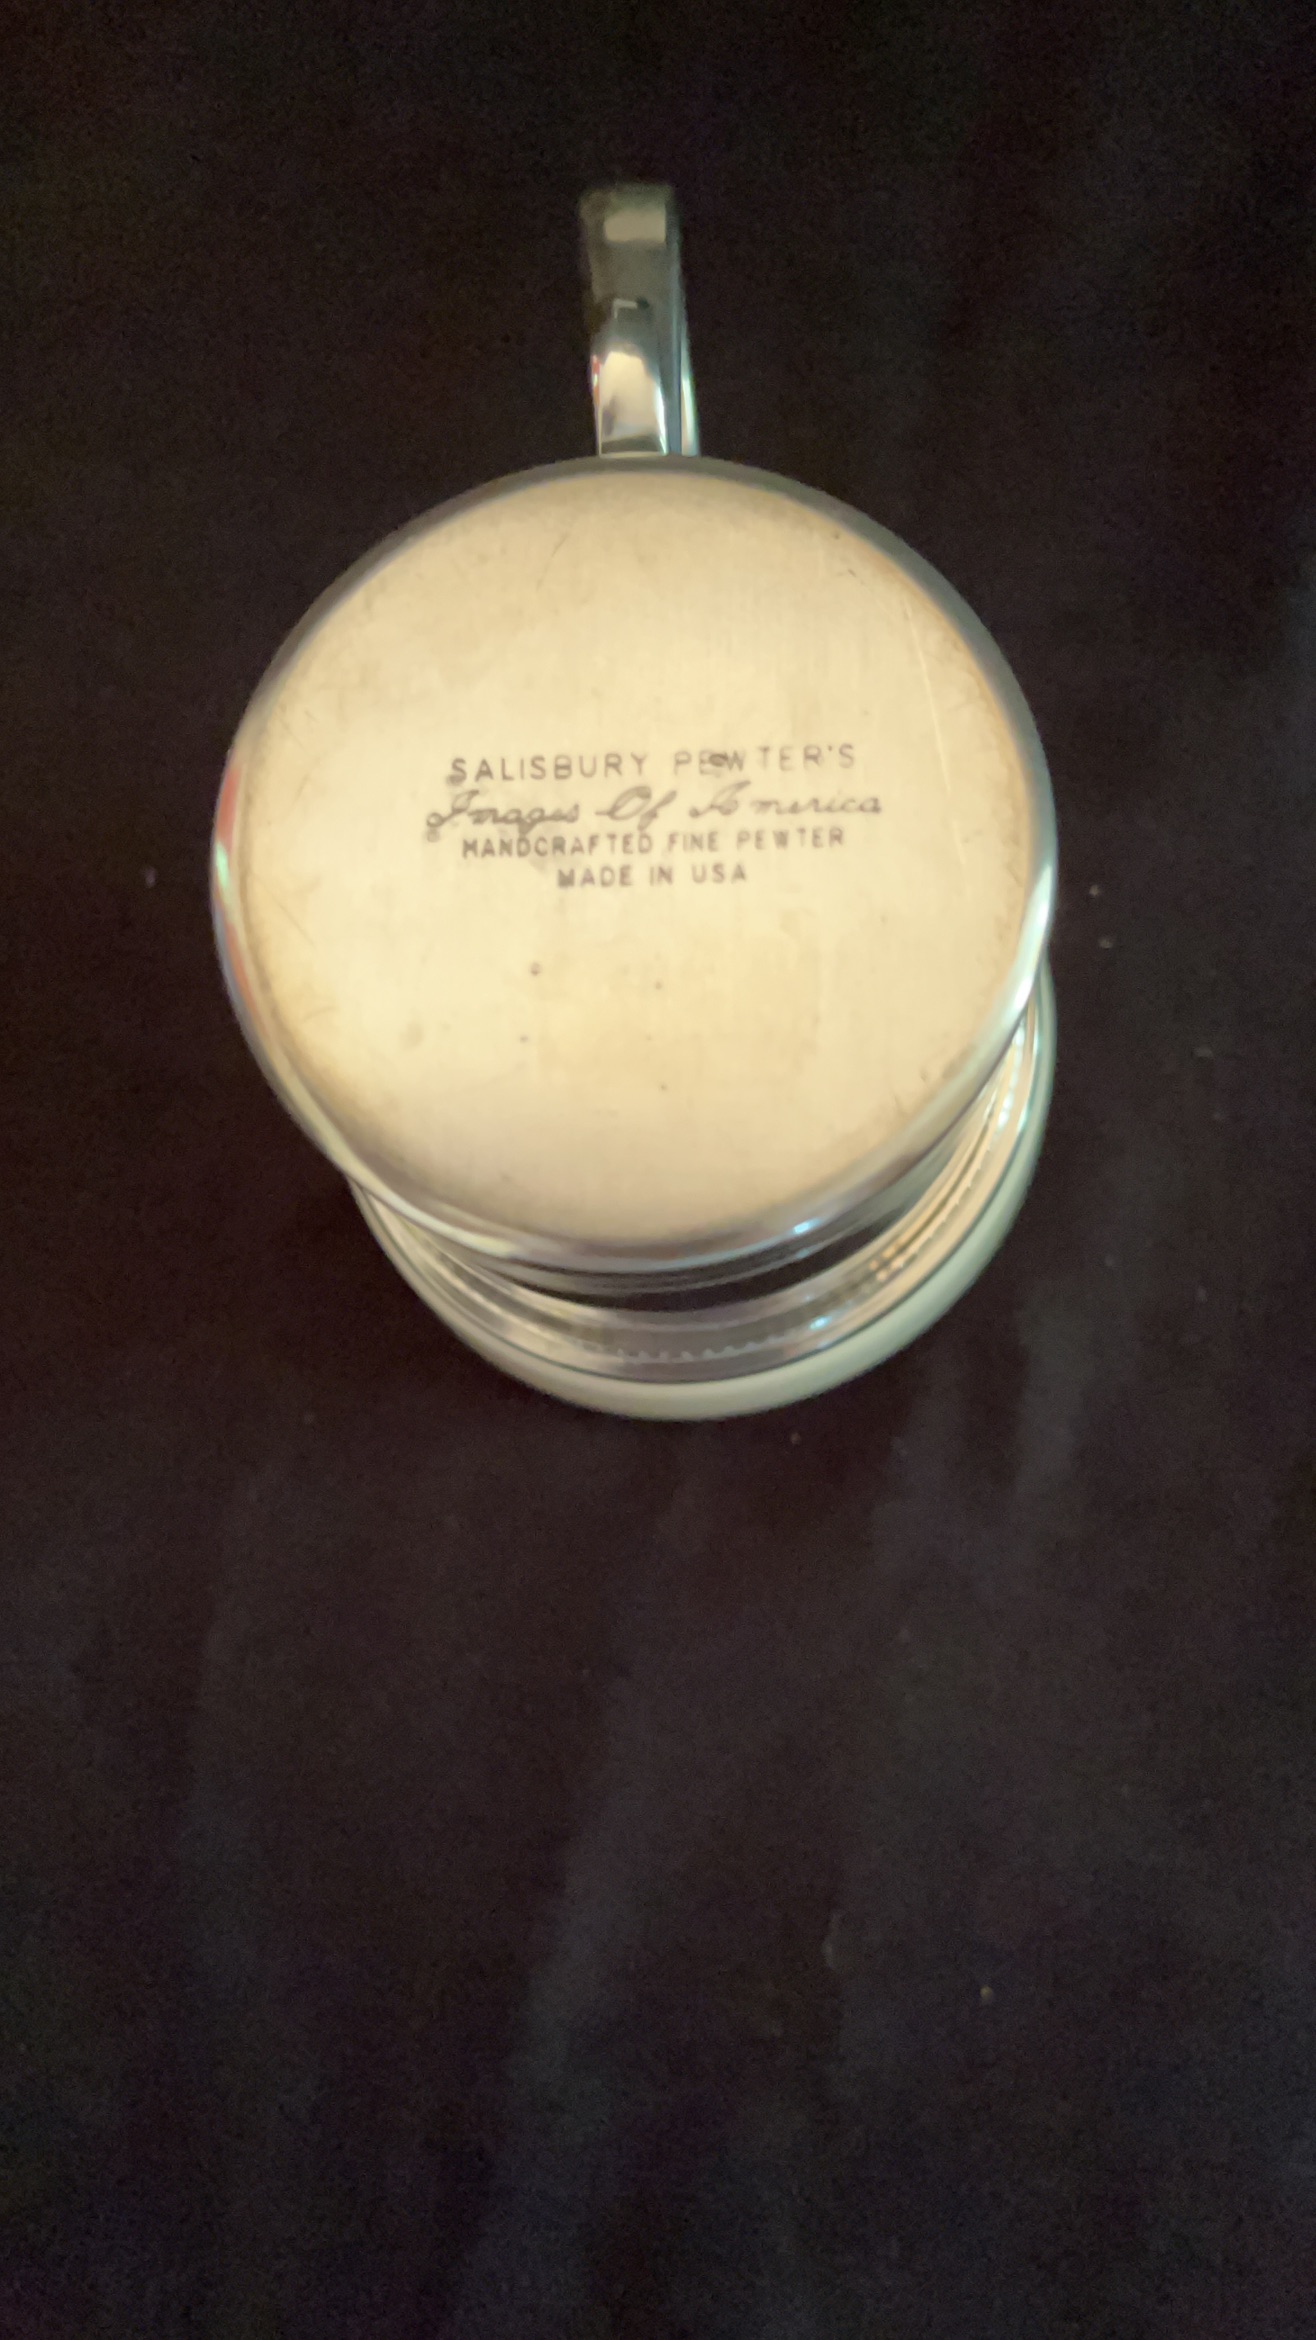 SALISBURY PEWTER'S
Images Of America
HANDCRAFTED FINE PEWTER
MADE IN USA